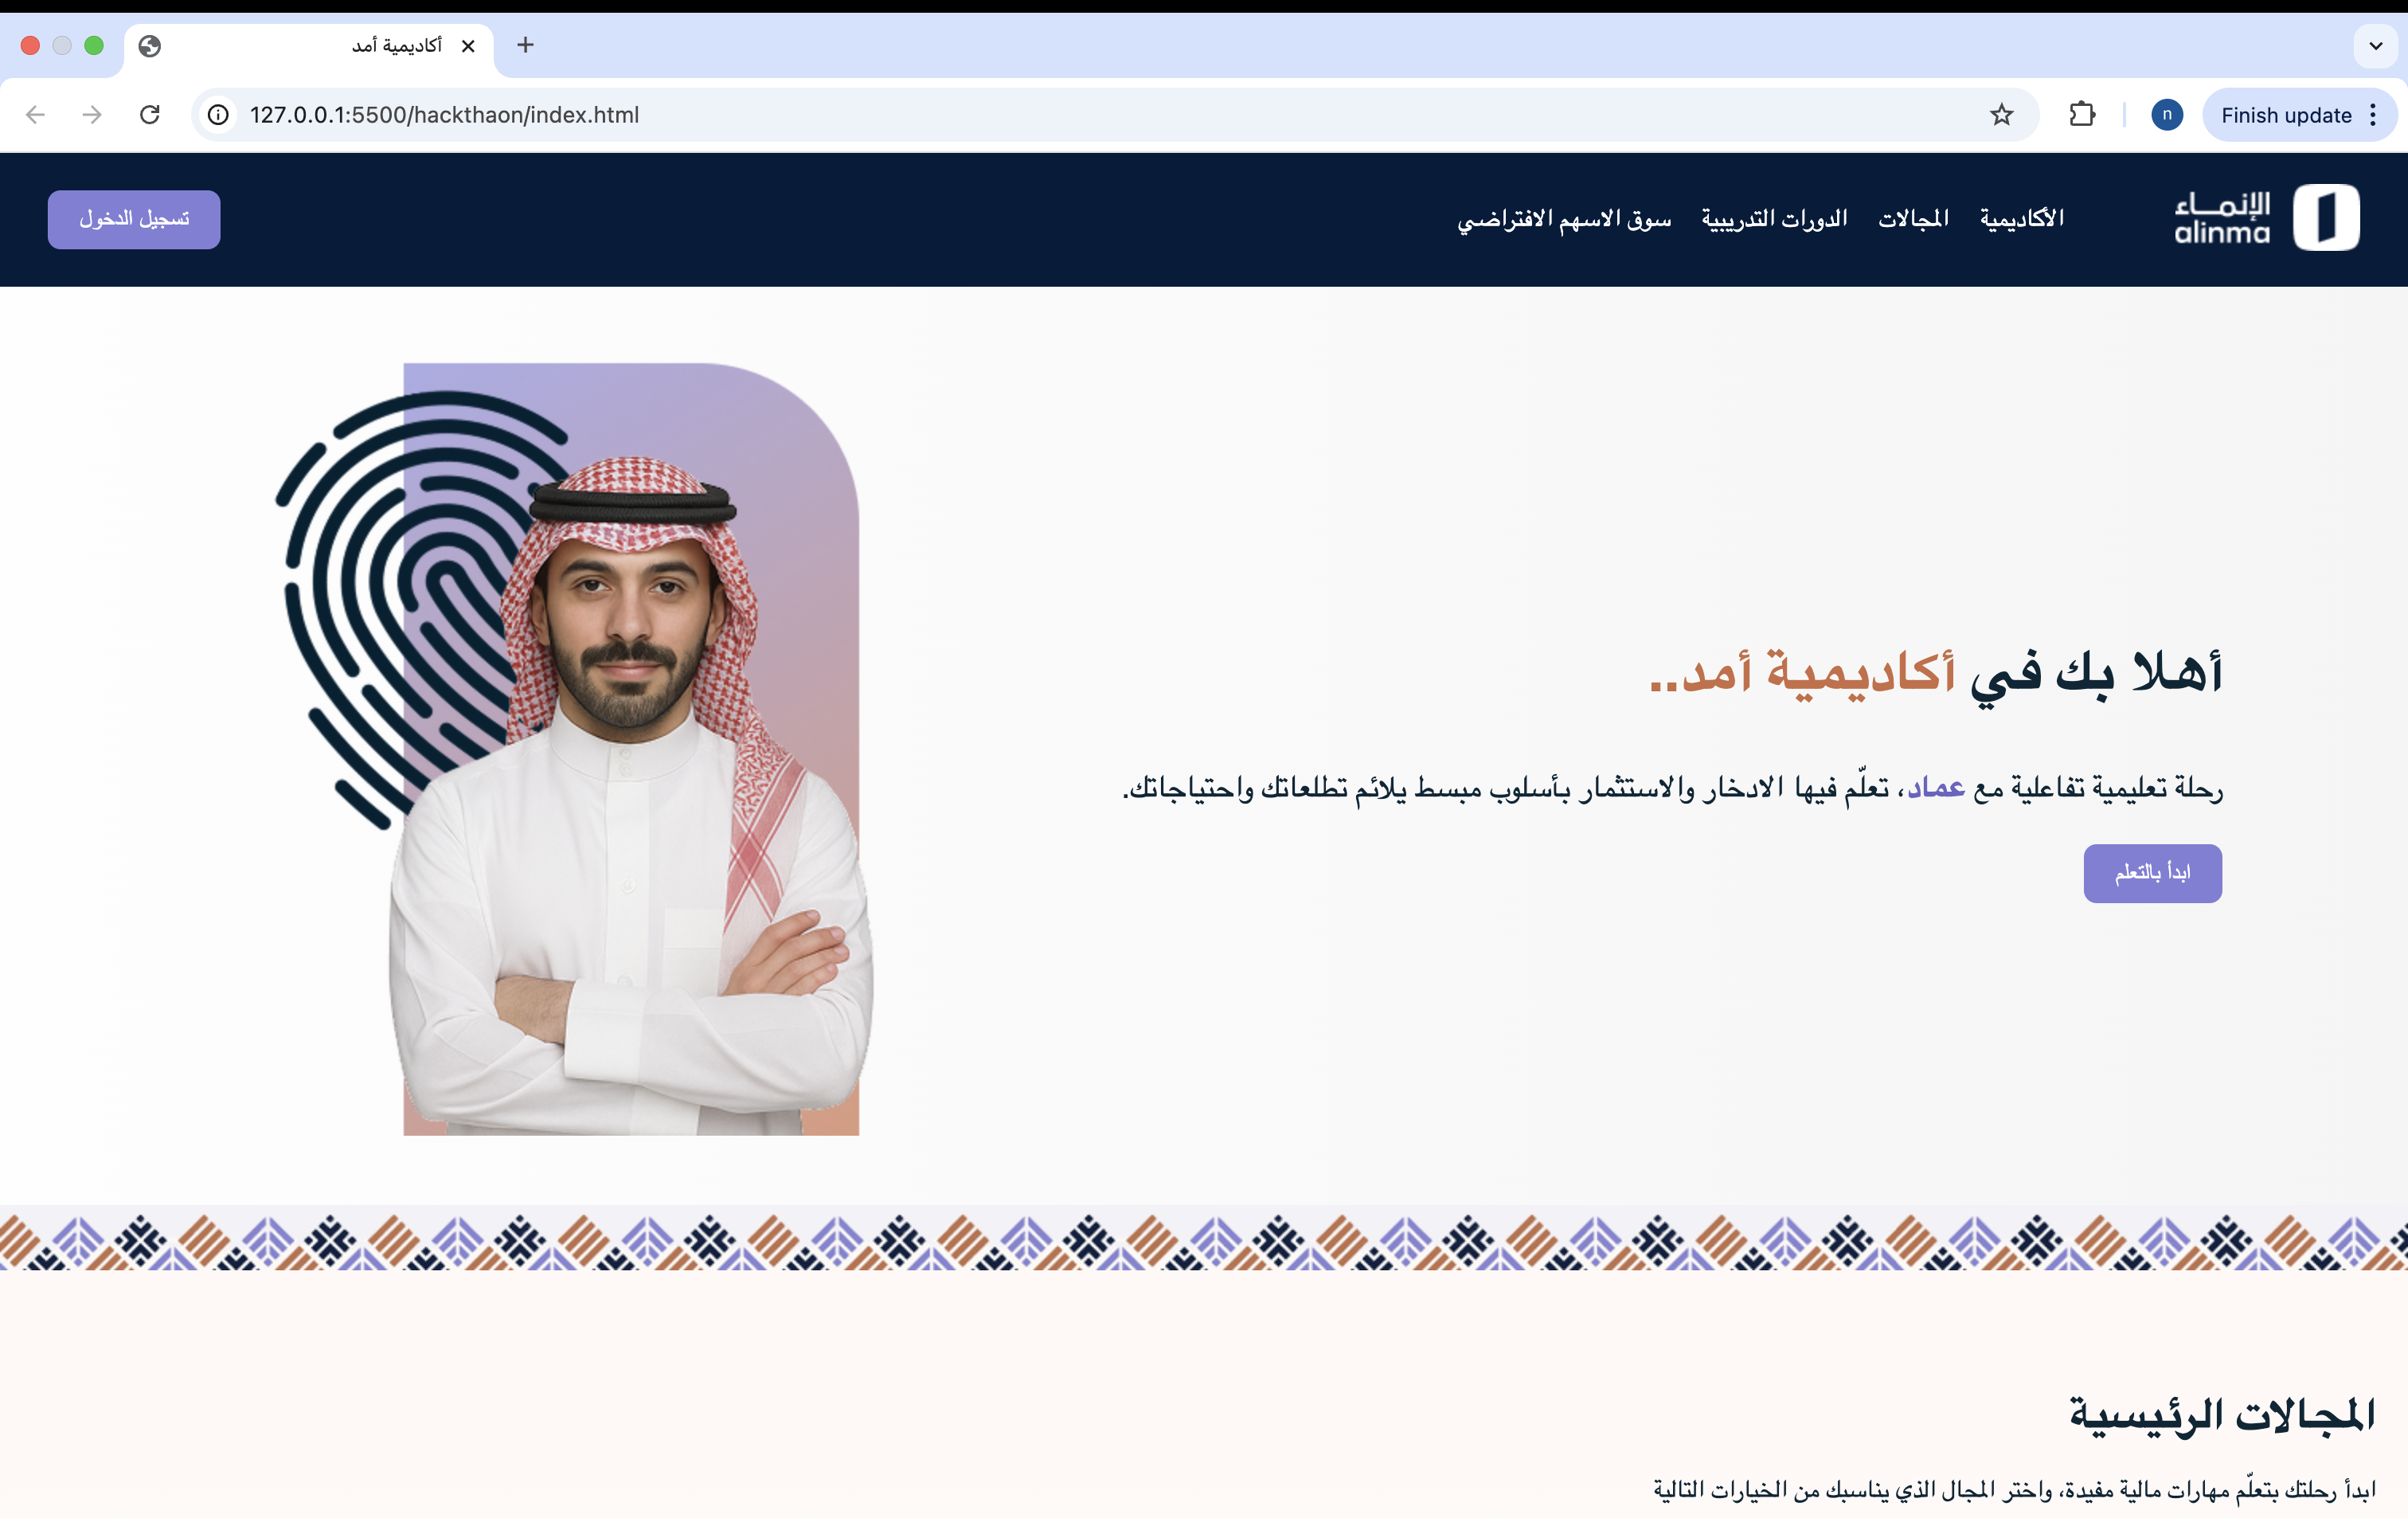 أكاديمية أمد
127.0.0.1:5500/hackthaon/index.html
n
Finish update
الإنماء
alinma
الأكاديمية
المجالات
الدورات التدريبية
سوق الاسهم الافتراضي
تسجيل الدخول
أهلا بك في أكاديمية أمد..
رحلة تعليمية تفاعلية مع عماد، تعلّم فيها الادخار والاستثمار بأسلوب مبسط يلائم تطلعاتك واحتياجاتك.
ابدأ بالتعلم
المجالات الرئيسية
ابدأ رحلتك بتعلّم مهارات مالية مفيدة، واختر المجال الذي يناسبك من الخيارات التالية